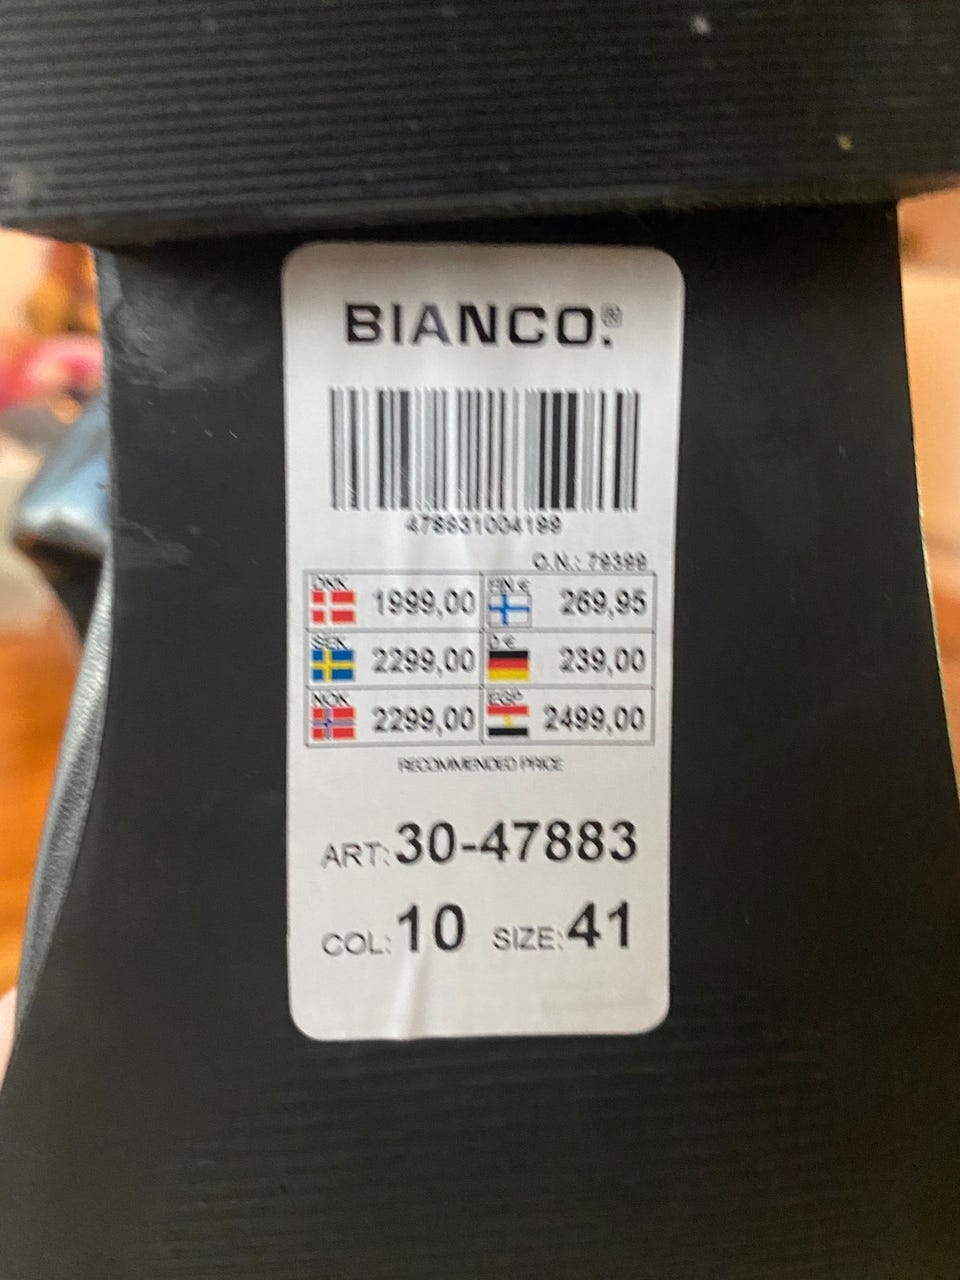 BIANCO.®
478831004199
O.N.: 79399
DKK 1999,00 FIN € 269,95
SEK 2299,00 D € 239,00
NOK 2299,00 EGP 2499,00
RECOMMENDED PRICE
ART: 30-47883
COL: 10 SIZE: 41